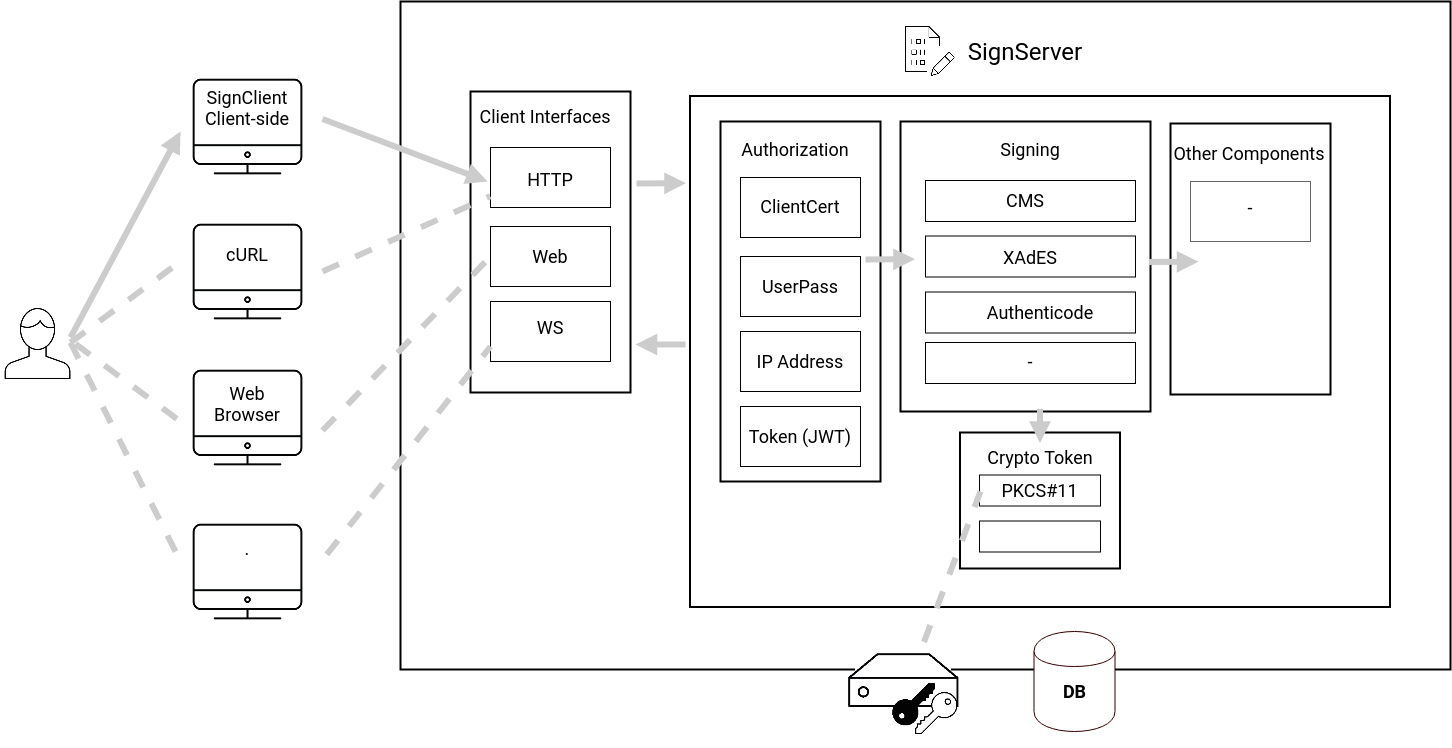 SignServer
SignClient
Client-side
cURL
Web
Browser
.
Client Interfaces
HTTP
Web
WS
Authorization
ClientCert
UserPass
IP Address
Token (JWT)
Signing
CMS
XAdES
Authenticode
-
Other Components
-
Crypto Token
PKCS#11
DB